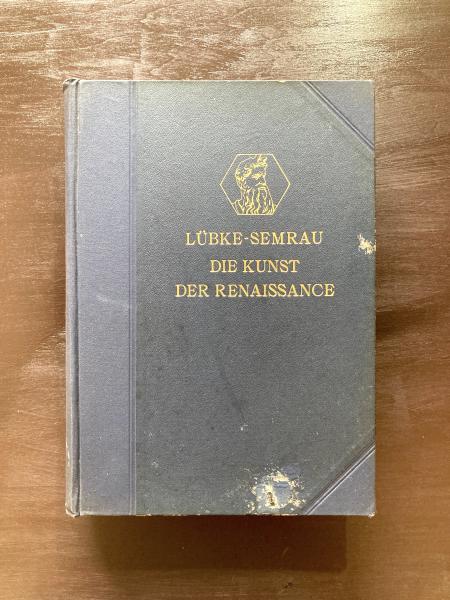 LÜBKE-SEMRAU
DIE KUNST
DER RENAISSANCE